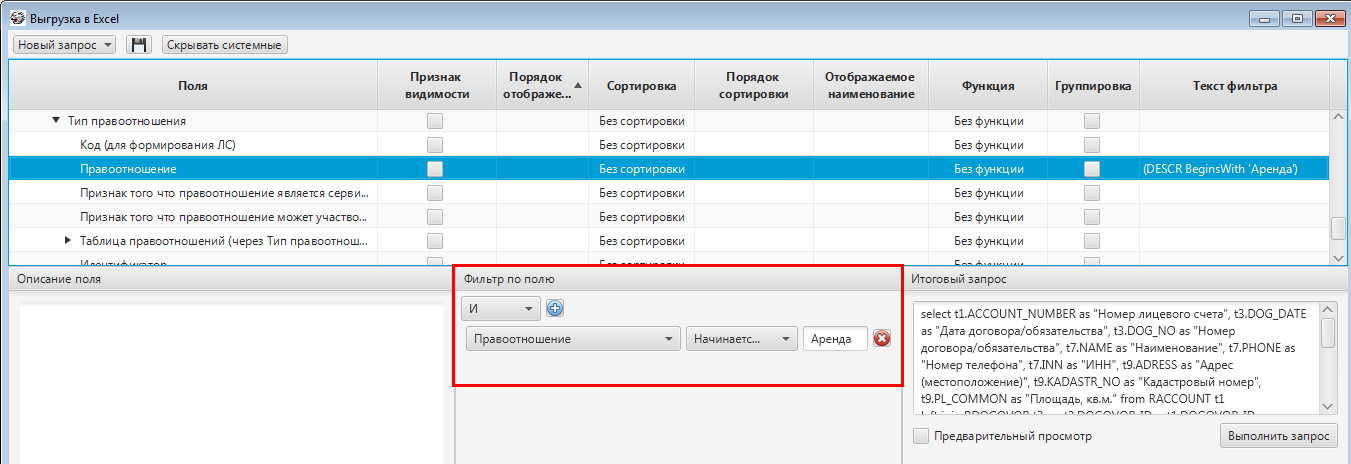 Выгрузка в Excel
Новый запрос Скрывать системные
Поля Признак видимости Порядок отображе... Сортировка Порядок сортировки Отображаемое наименование Функция Группировка Текст фильтра
Тип правоотношения Без сортировки Без функции
Код (для формирования ЛС) Без сортировки Без функции
Правоотношение Без сортировки Без функции (DESCR BeginsWith 'Аренда')
Признак того что правоотношение является серви... Без сортировки Без функции
Признак того что правоотношение может участво... Без сортировки Без функции
Таблица правоотношений (через Тип правоотнош... Без сортировки Без функции
Идентификатор Без сортировки Без функции
Описание поля
Фильтр по полю
И
Правоотношение Начинаетс... Аренда
Итоговый запрос
select t1.ACCOUNT_NUMBER as "Номер лицевого счета", t3.DOG_DATE
as "Дата договора/обязательства", t3.DOG_NO as "Номер
договора/обязательства", t7.NAME as "Наименование", t7.PHONE as
"Номер телефона", t7.INN as "ИНН", t9.ADRESS as "Адрес
(местоположение)", t9.KADASTR_NO as "Кадастровый номер",
t9.PL_COMMON as "Площадь, кв.м." from RACCOUNT t1
Предварительный просмотр Выполнить запрос